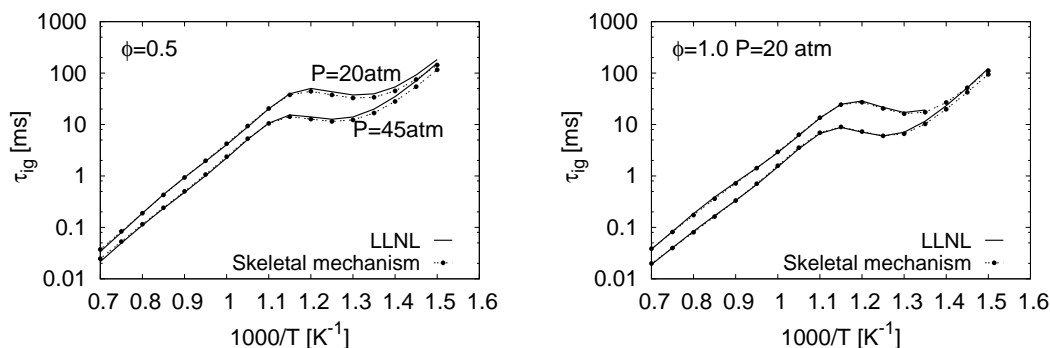 τig [ms]
1000
100
10
1
0.1
0.01
ϕ=0.5
P=20atm
P=45atm
LLNL
Skeletal mechanism
0.7 0.8 0.9 1 1.1 1.2 1.3 1.4 1.5 1.6
1000/T [K-1]
τig [ms]
1000
100
10
1
0.1
0.01
ϕ=1.0 P=20 atm
LLNL
Skeletal mechanism
0.7 0.8 0.9 1 1.1 1.2 1.3 1.4 1.5 1.6
1000/T [K-1]